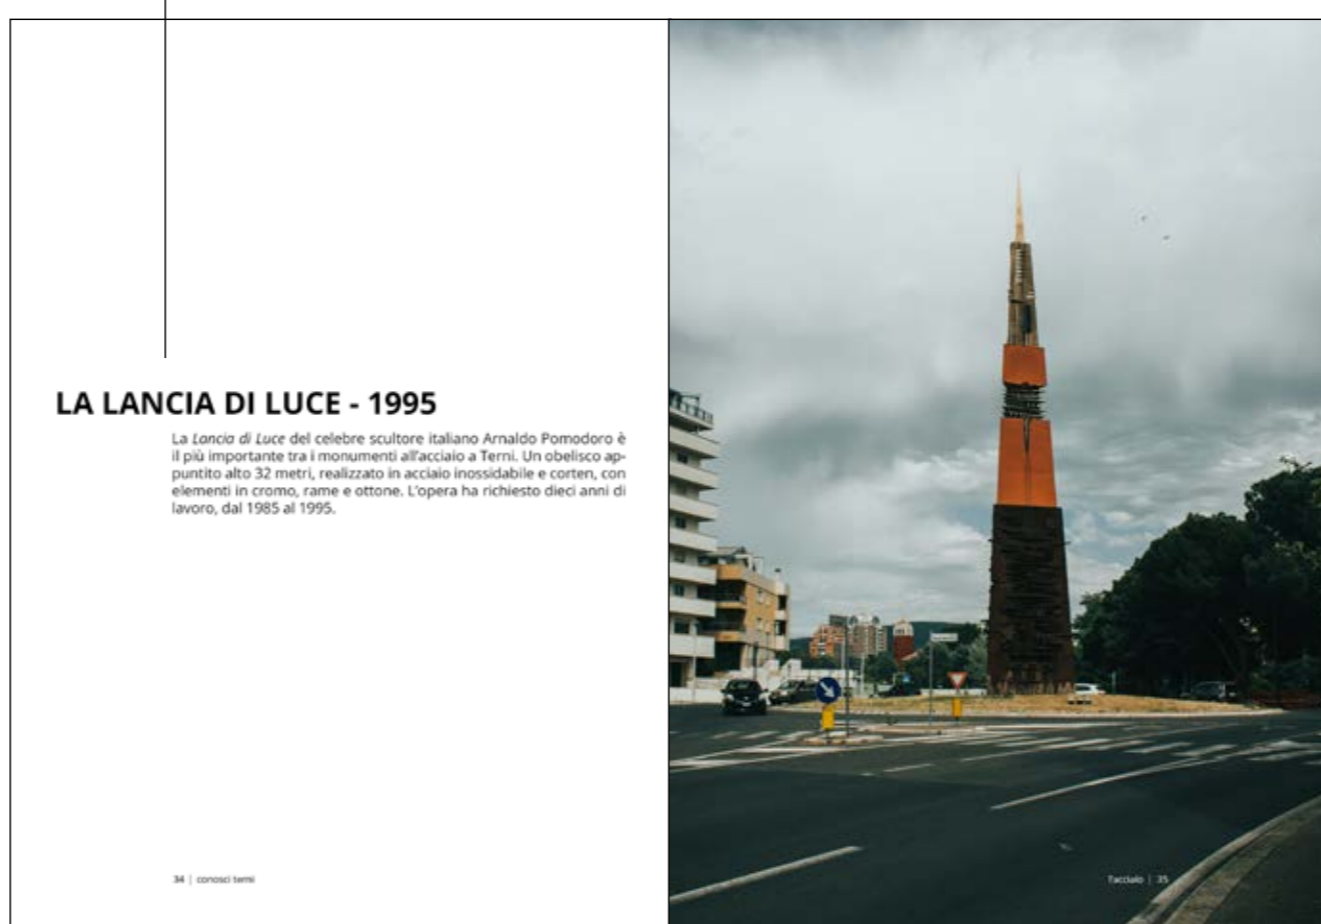 LA LANCIA DI LUCE - 1995
La Lancia di Luce del celebre scultore italiano Arnaldo Pomodoro è
il più importante tra i monumenti all'acciaio a Terni. Un obelisco ap-
puntito alto 32 metri, realizzato in acciaio inossidabile e corten, con
elementi in cromo, rame e ottone. L'opera ha richiesto dieci anni di
lavoro, dal 1985 al 1995.
34 | conosci terni
| 35